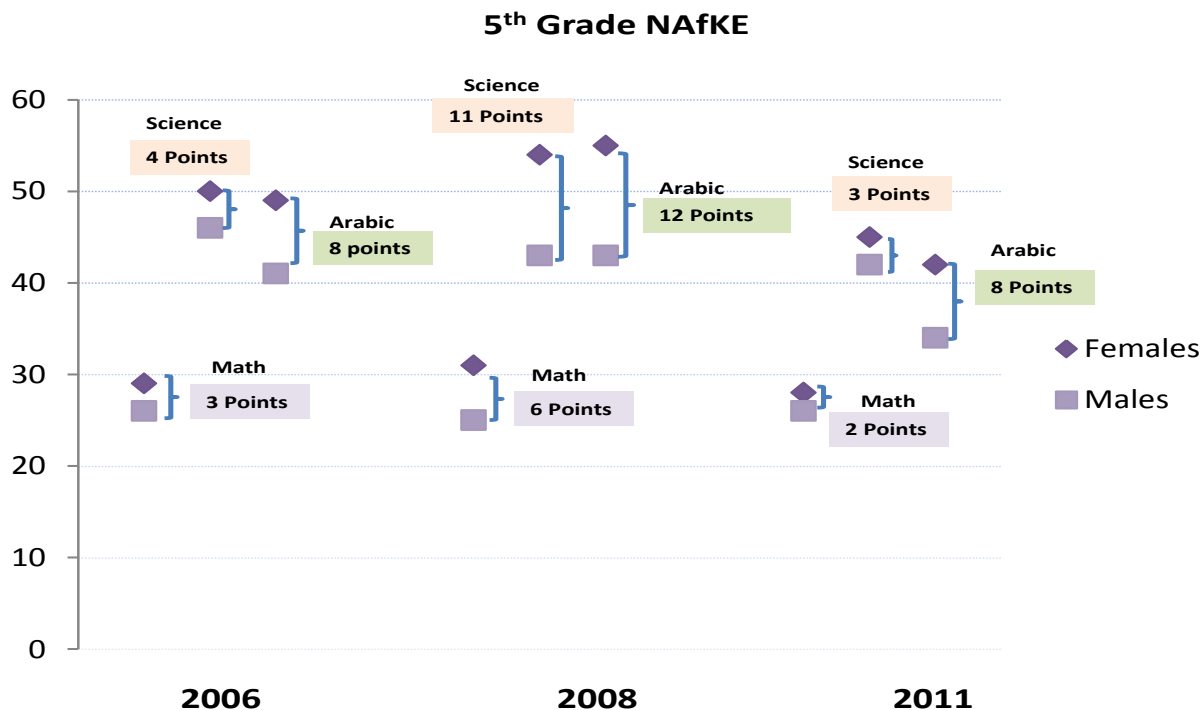 5th Grade NAfKE
Science
11 Points
60
Science
4 Points
Science
3 Points
50
Arabic
12 Points
Arabic
8 points
Arabic
8 Points
40
Females
30
Math
3 Points
Math
6 Points
Math
2 Points
Males
20
10
0
2006
2008
2011